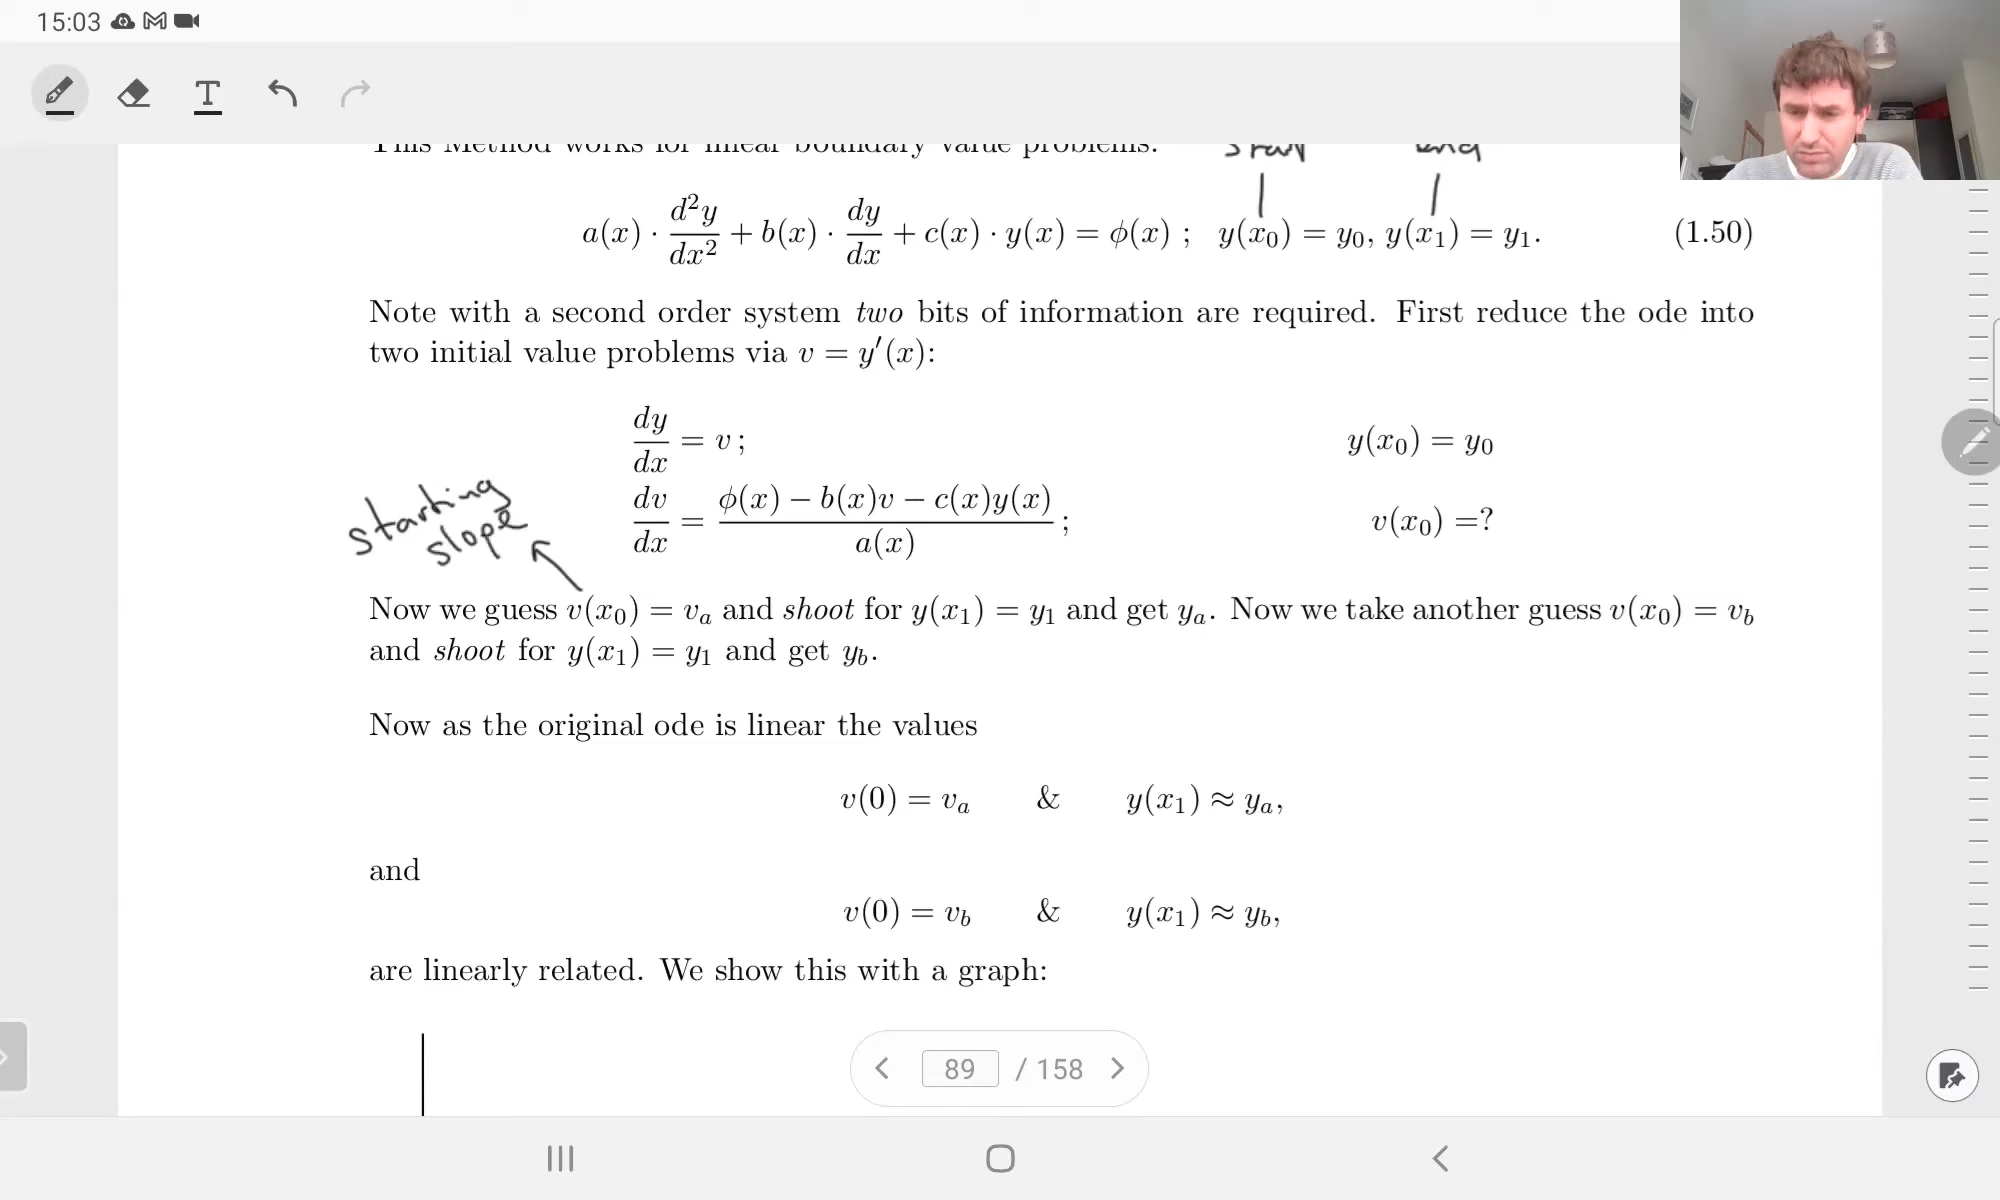 15:03
This Method works for linear boundary value problems. start end
a(x) · d²y/dx² + b(x) · dy/dx + c(x) · y(x) = ϕ(x) ; y(x₀) = y₀, y(x₁) = y₁. (1.50)
Note with a second order system two bits of information are required. First reduce the ode into
two initial value problems via v = y′(x):
dy/dx = v ; y(x₀) = y₀
dv/dx = (ϕ(x) − b(x)v − c(x)y(x))/a(x) ; v(x₀) =?
starting
slope
Now we guess v(x₀) = vₐ and shoot for y(x₁) = y₁ and get yₐ. Now we take another guess v(x₀) = v_b
and shoot for y(x₁) = y₁ and get y_b.
Now as the original ode is linear the values
v(0) = vₐ & y(x₁) ≈ yₐ,
and
v(0) = v_b & y(x₁) ≈ y_b,
are linearly related. We show this with a graph:
89 / 158